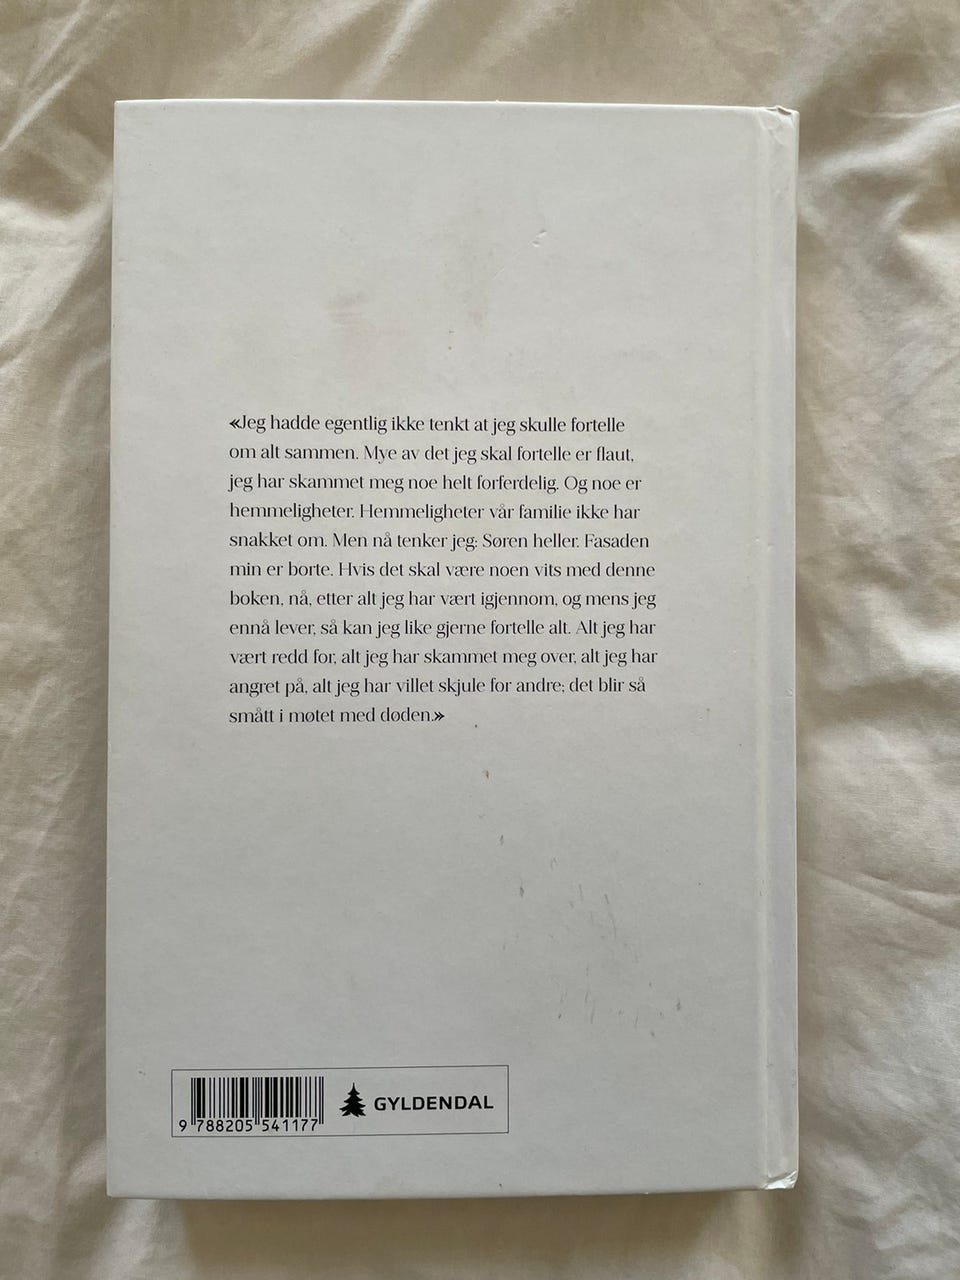 «Jeg hadde egentlig ikke tenkt at jeg skulle fortelle
om alt sammen. Mye av det jeg skal fortelle er flaut,
jeg har skammet meg noe helt forferdelig. Og noe er
hemmeligheter. Hemmeligheter vår familie ikke har
snakket om. Men nå tenker jeg: Søren heller. Fasaden
min er borte. Hvis det skal være noen vits med denne
boken, nå, etter alt jeg har vært igjennom, og mens jeg
ennå lever, så kan jeg like gjerne fortelle alt. Alt jeg har
vært redd for, alt jeg har skammet meg over, alt jeg har
angret på, alt jeg har villet skjule for andre; det blir så
smått i møtet med døden.»
GYLDENDAL
9 788205 541177